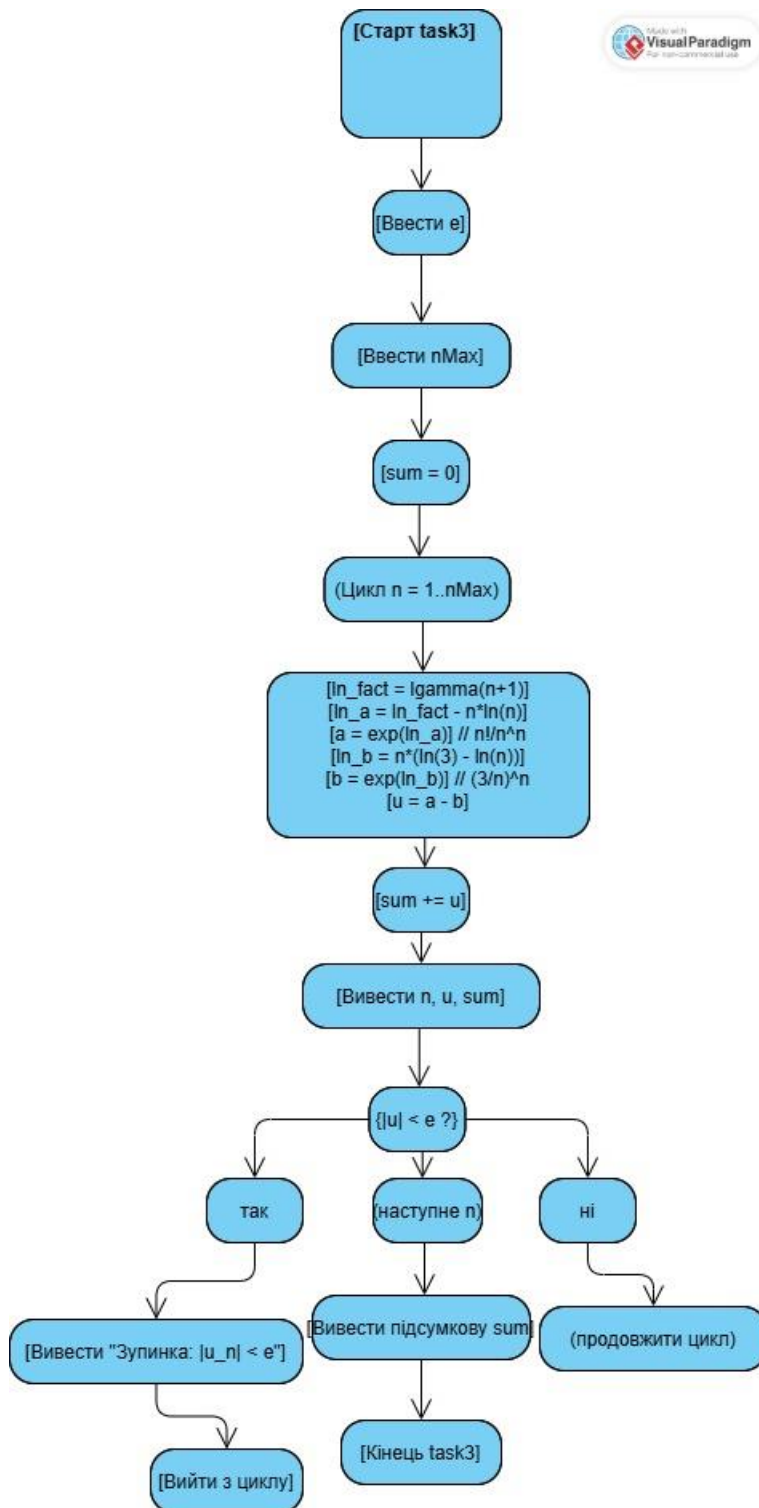 [Старт task3]
Made with
VisualParadigm
For non-commercial use
[Ввести e]
[Ввести nMax]
[sum = 0]
(Цикл n = 1..nMax)
[ln_fact = lgamma(n+1)]
[ln_a = ln_fact - n*ln(n)]
[a = exp(ln_a)] // n!/n^n
[ln_b = n*(ln(3) - ln(n))]
[b = exp(ln_b)] // (3/n)^n
[u = a - b]
[sum += u]
[Вивести n, u, sum]
{|u| < e ?}
так
(наступне n)
ні
[Вивести "Зупинка: |u_n| < e"]
[Вивести підсумкову sum]
(продовжити цикл)
[Вийти з циклу]
[Кінець task3]